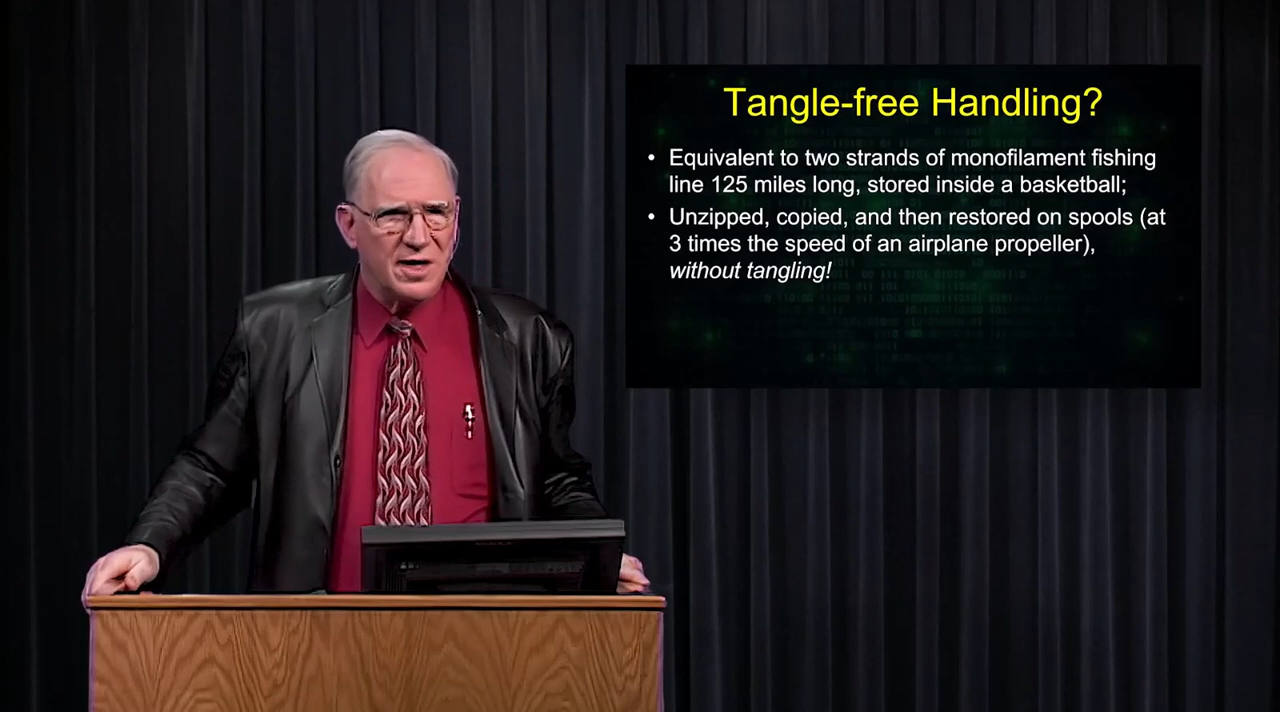 Tangle-free Handling?
• Equivalent to two strands of monofilament fishing
line 125 miles long, stored inside a basketball;
• Unzipped, copied, and then restored on spools (at
3 times the speed of an airplane propeller),
without tangling!